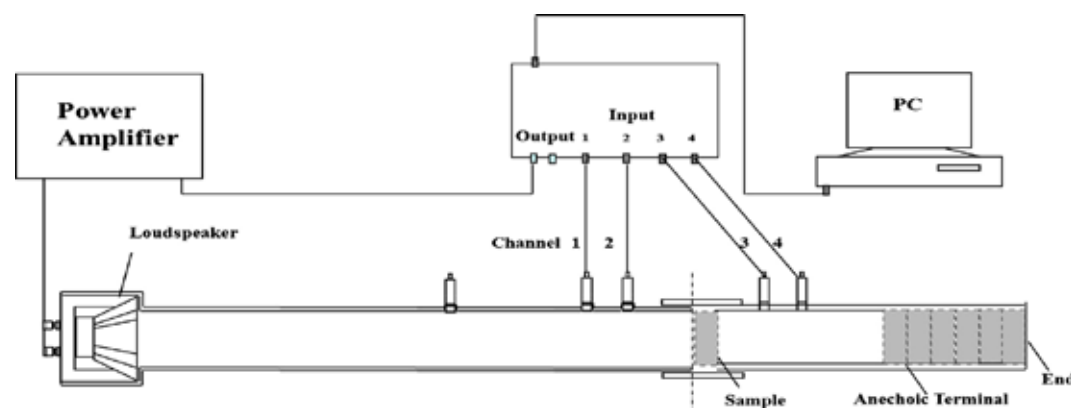 Power
Amplifier
Input
Output 1 2 3 4
PC
Loudspeaker
Channel 1 2 3 4
Sample
Anechoic Terminal
End